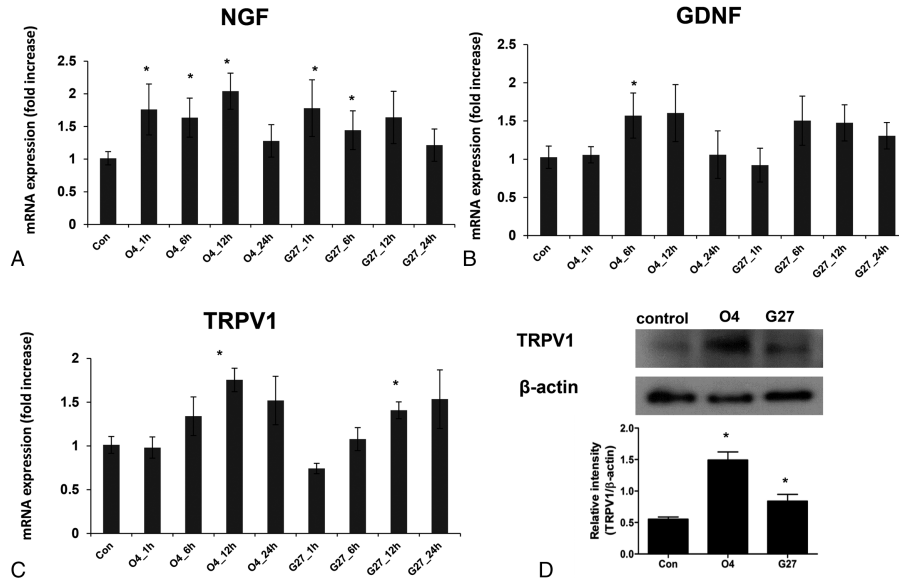 NGF
mRNA expression (fold increase)
2.5
2
1.5
1
0.5
0
* * * * *
Con O4_1h O4_6h O4_12h O4_24h G27_1h G27_6h G27_12h G27_24h
A
GDNF
mRNA expression (fold increase)
2.5
2
1.5
1
0.5
0
*
Con O4_1h O4_6h O4_12h O4_24h G27_1h G27_6h G27_12h G27_24h
B
TRPV1
mRNA expression (fold increase)
2
1.5
1
0.5
0
* *
Con O4_1h O4_6h O4_12h O4_24h G27_1h G27_6h G27_12h G27_24h
C
control O4 G27
TRPV1
β-actin
Relative intensity
(TRPV1/β-actin)
2.0
1.5
1.0
0.5
0.0
* *
Con O4 G27
D